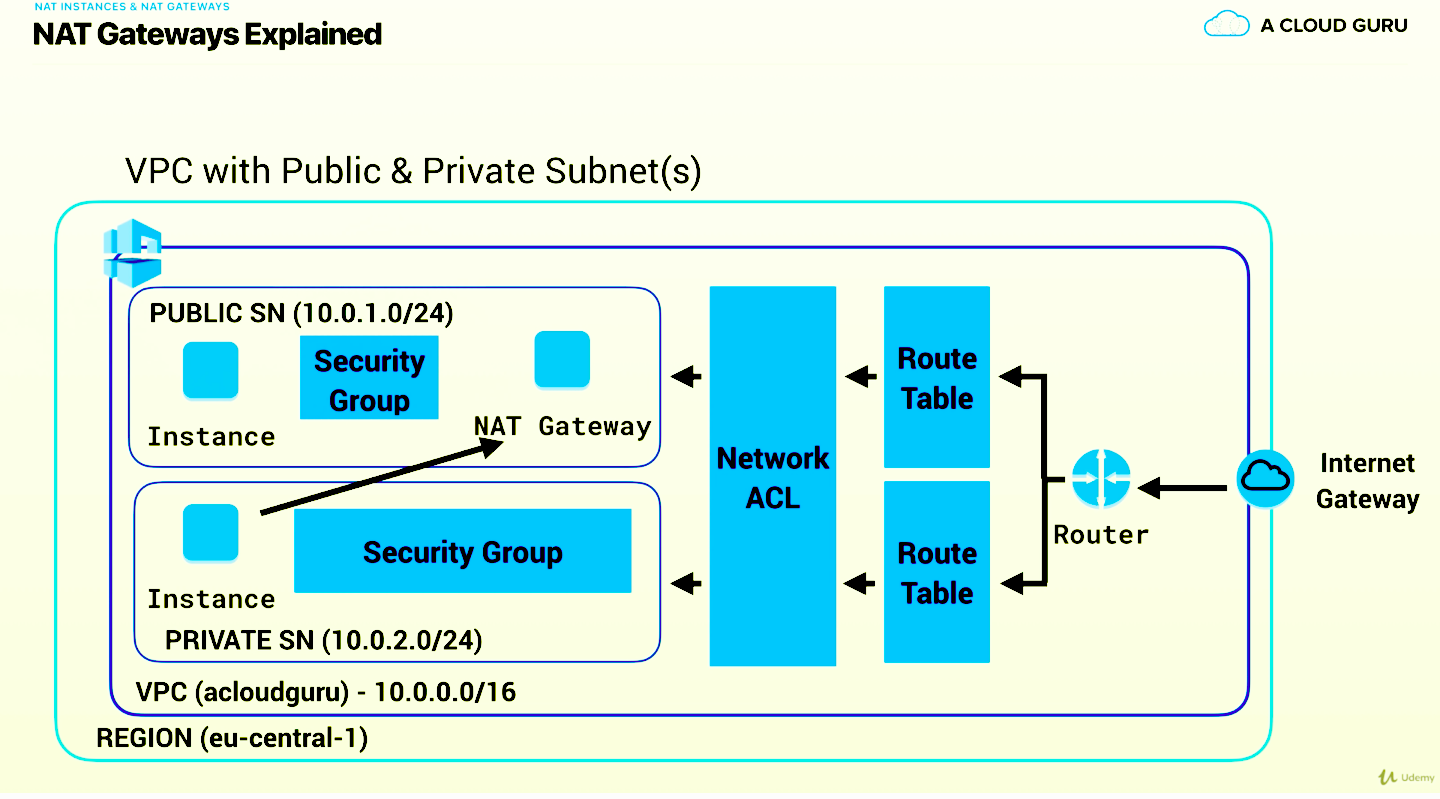 NAT INSTANCES & NAT GATEWAYS
NAT Gateways Explained
A CLOUD GURU
VPC with Public & Private Subnet(s)
PUBLIC SN (10.0.1.0/24)
Security
Group
Instance
NAT Gateway
Instance
Security Group
PRIVATE SN (10.0.2.0/24)
Network
ACL
Route
Table
Route
Table
Router
Internet
Gateway
VPC (acloudguru) - 10.0.0.0/16
REGION (eu-central-1)
Udemy